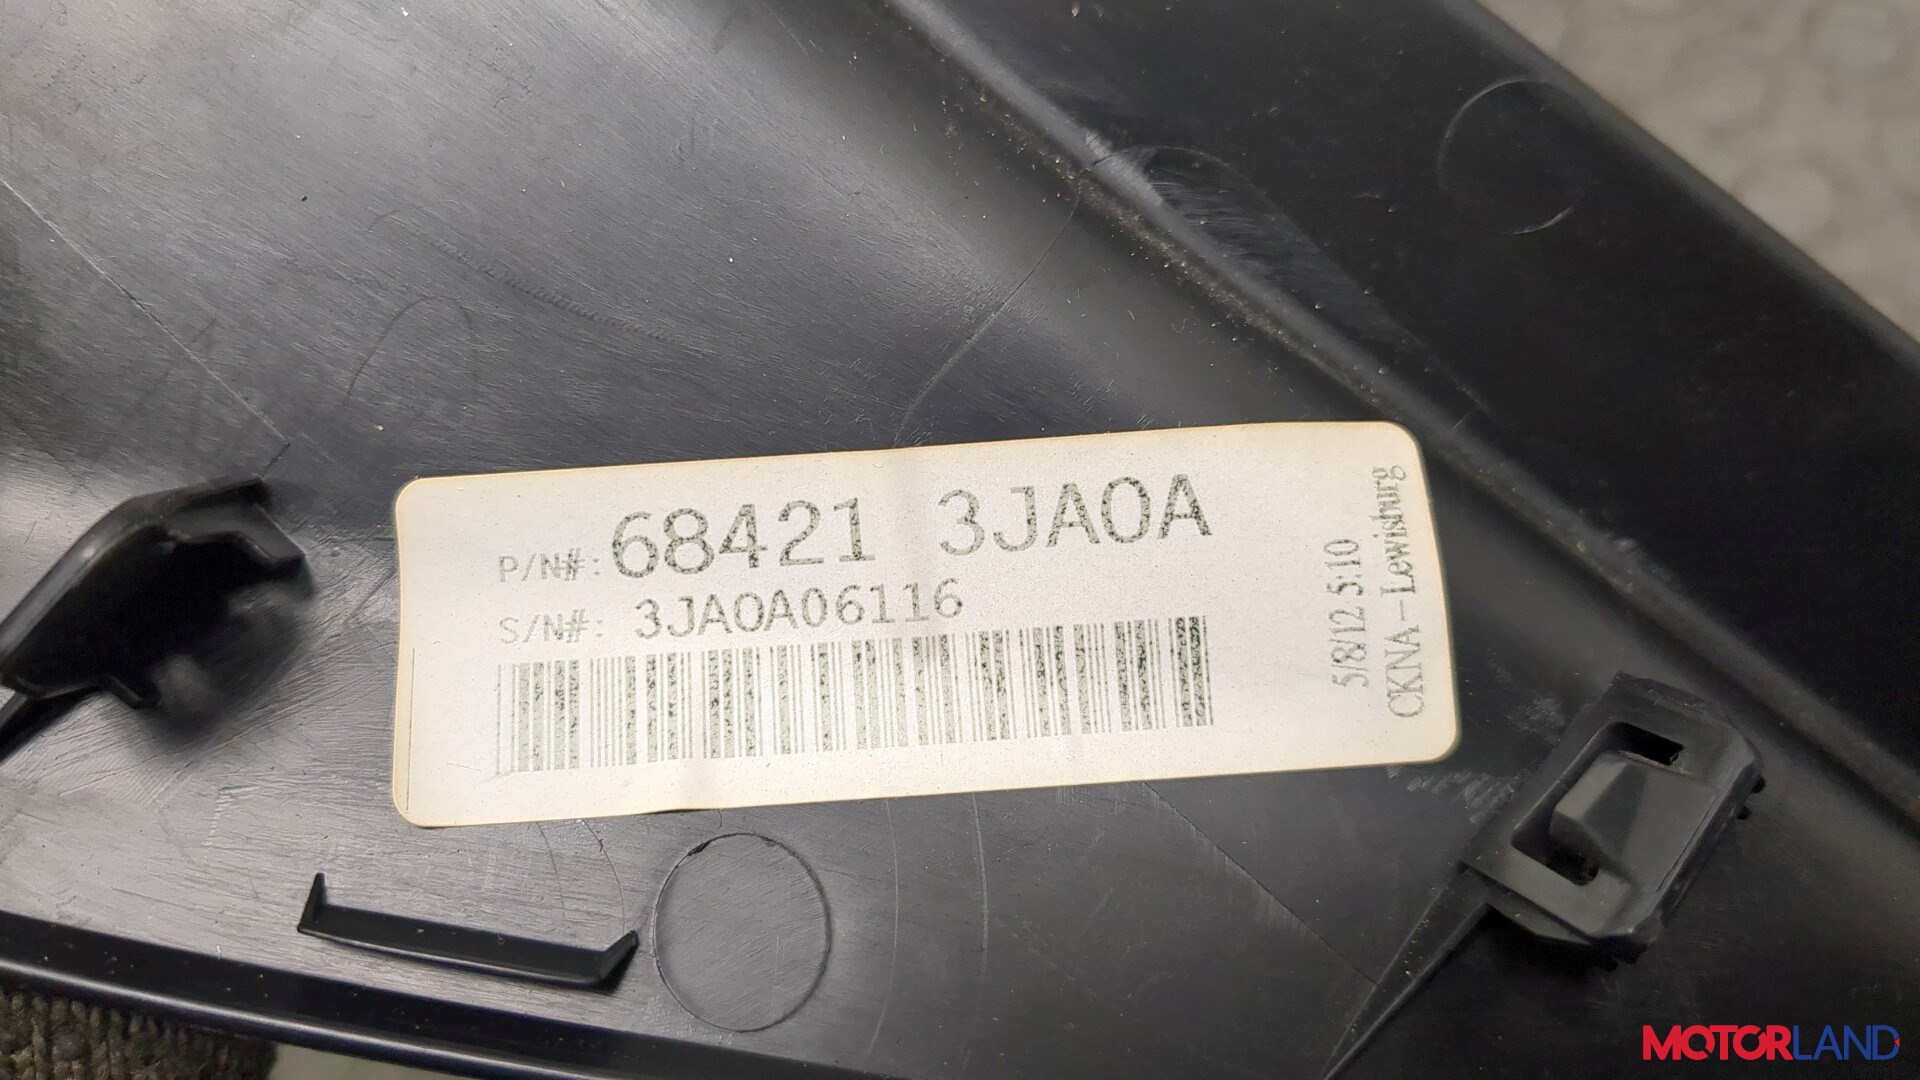 P/N#: 68421 3JA0A
S/N#: 3JA0A06116
5/8/12 5:10
CKNA-Lewisburg
MOTORLAND